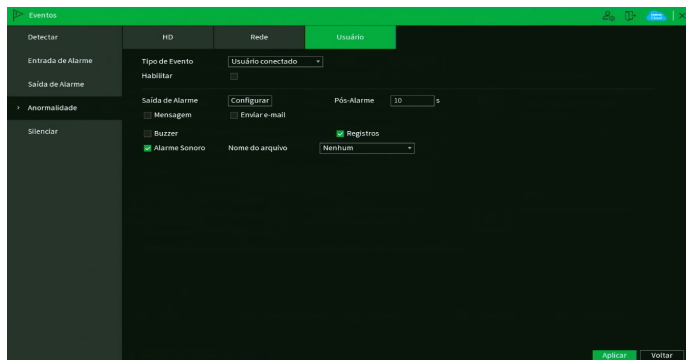 Eventos
Detectar
Entrada de Alarme
Saída de Alarme
Anormalidade
Silenciar
HD Rede Usuário
Tipo de Evento Usuário conectado
Habilitar
Saída de Alarme Configurar Pós-Alarme 10 s
Mensagem Enviar e-mail
Buzzer Registros
Alarme Sonoro Nome do arquivo Nenhum
Aplicar Voltar